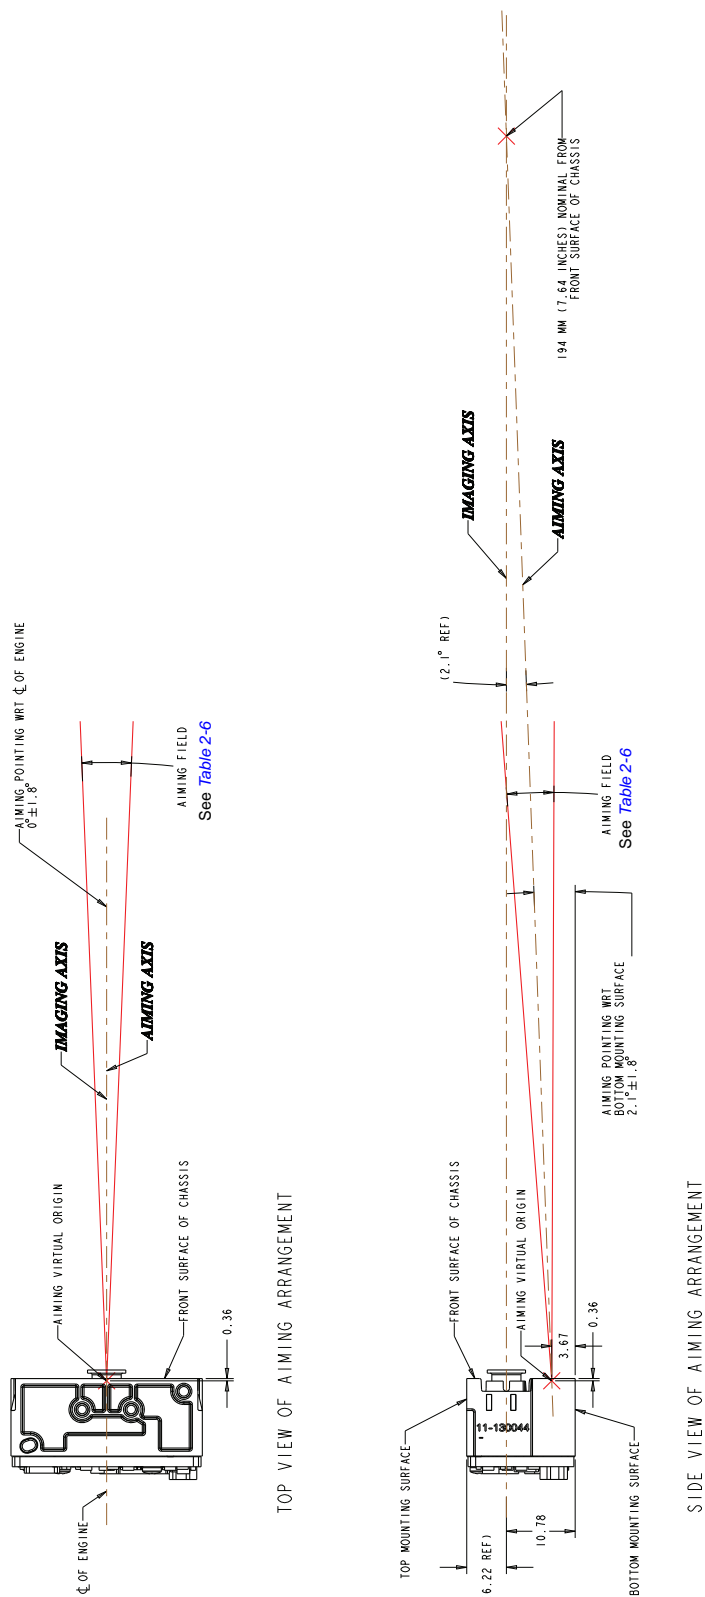 ℄ OF ENGINE
AIMING VIRTUAL ORIGIN
FRONT SURFACE OF CHASSIS
0.36
IMAGING AXIS
AIMING AXIS
AIMING POINTING WRT ℄ OF ENGINE
0°±1.8°
AIMING FIELD
See Table 2-6
TOP VIEW OF AIMING ARRANGEMENT
TOP MOUNTING SURFACE
6.22 REF)
10.78
BOTTOM MOUNTING SURFACE
11-130044
-
FRONT SURFACE OF CHASSIS
AIMING VIRTUAL ORIGIN
3.67
0.36
AIMING POINTING WRT
BOTTOM MOUNTING SURFACE
2.1°±1.8°
AIMING FIELD
See Table 2-6
(2.1° REF)
IMAGING AXIS
AIMING AXIS
194 MM (7.64 INCHES) NOMINAL FROM
FRONT SURFACE OF CHASSIS
SIDE VIEW OF AIMING ARRANGEMENT